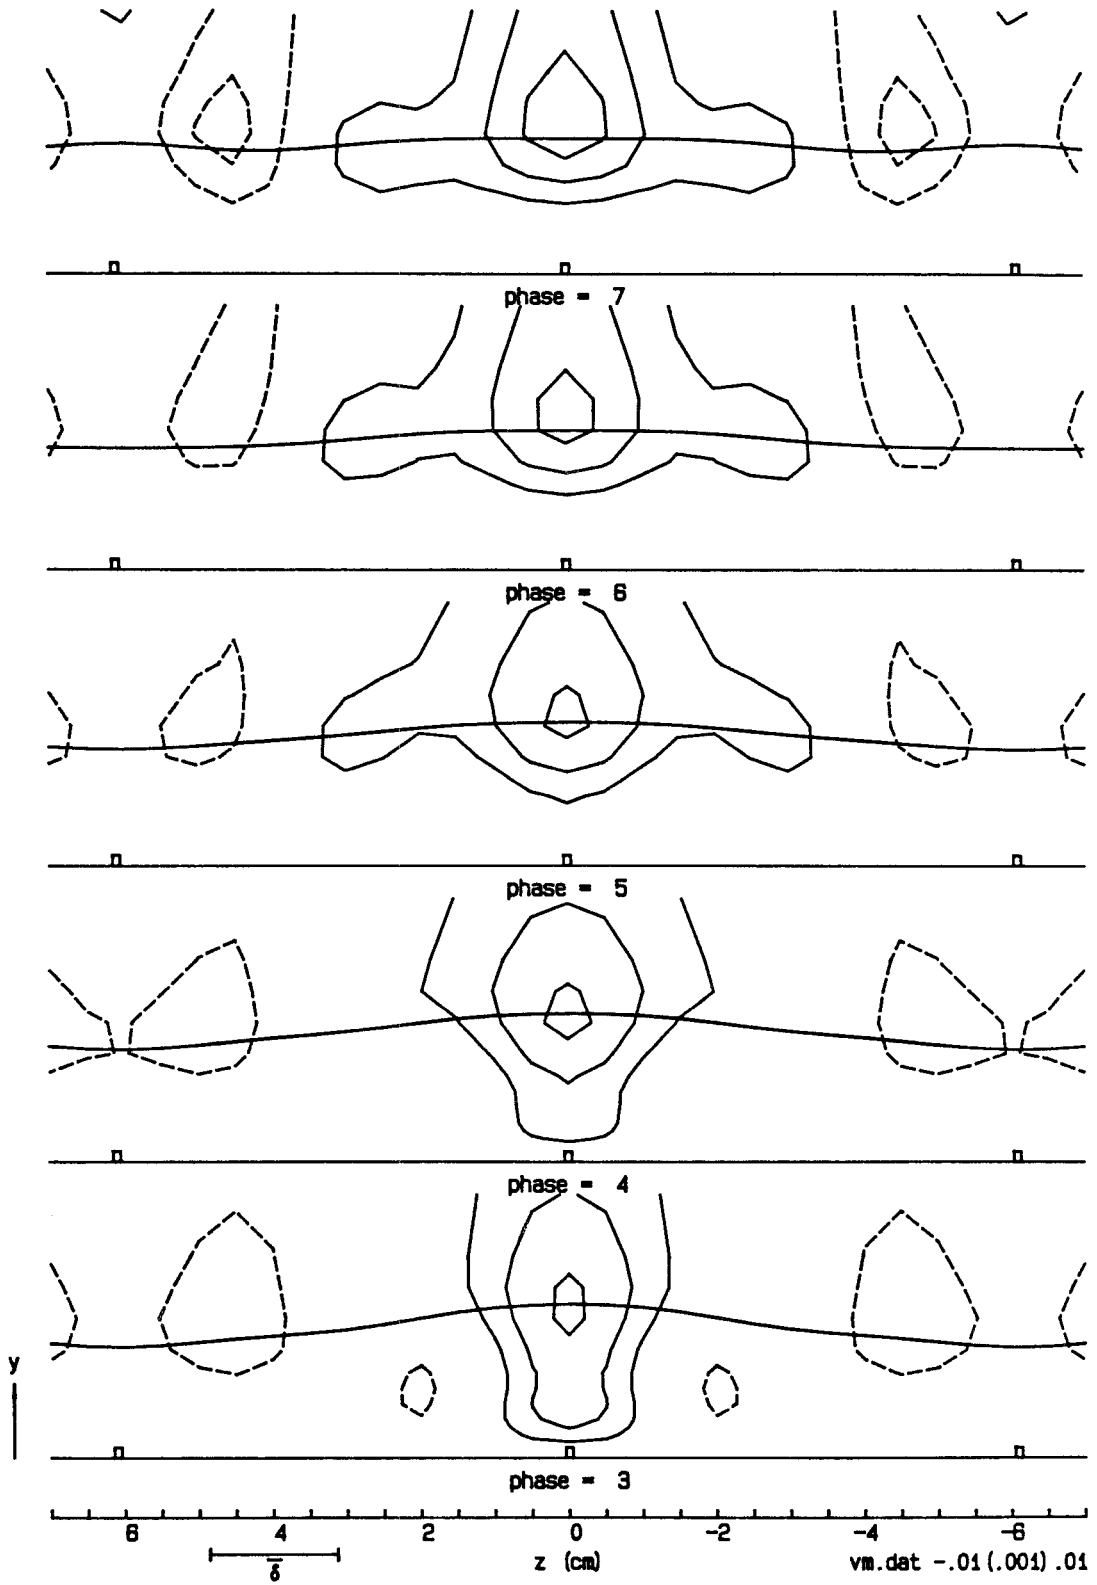 phase = 7
phase = 6
phase = 5
phase = 4
y
phase = 3
6 4 2 0 -2 -4 -6
δ̄ z (cm) vm.dat -.01(.001).01